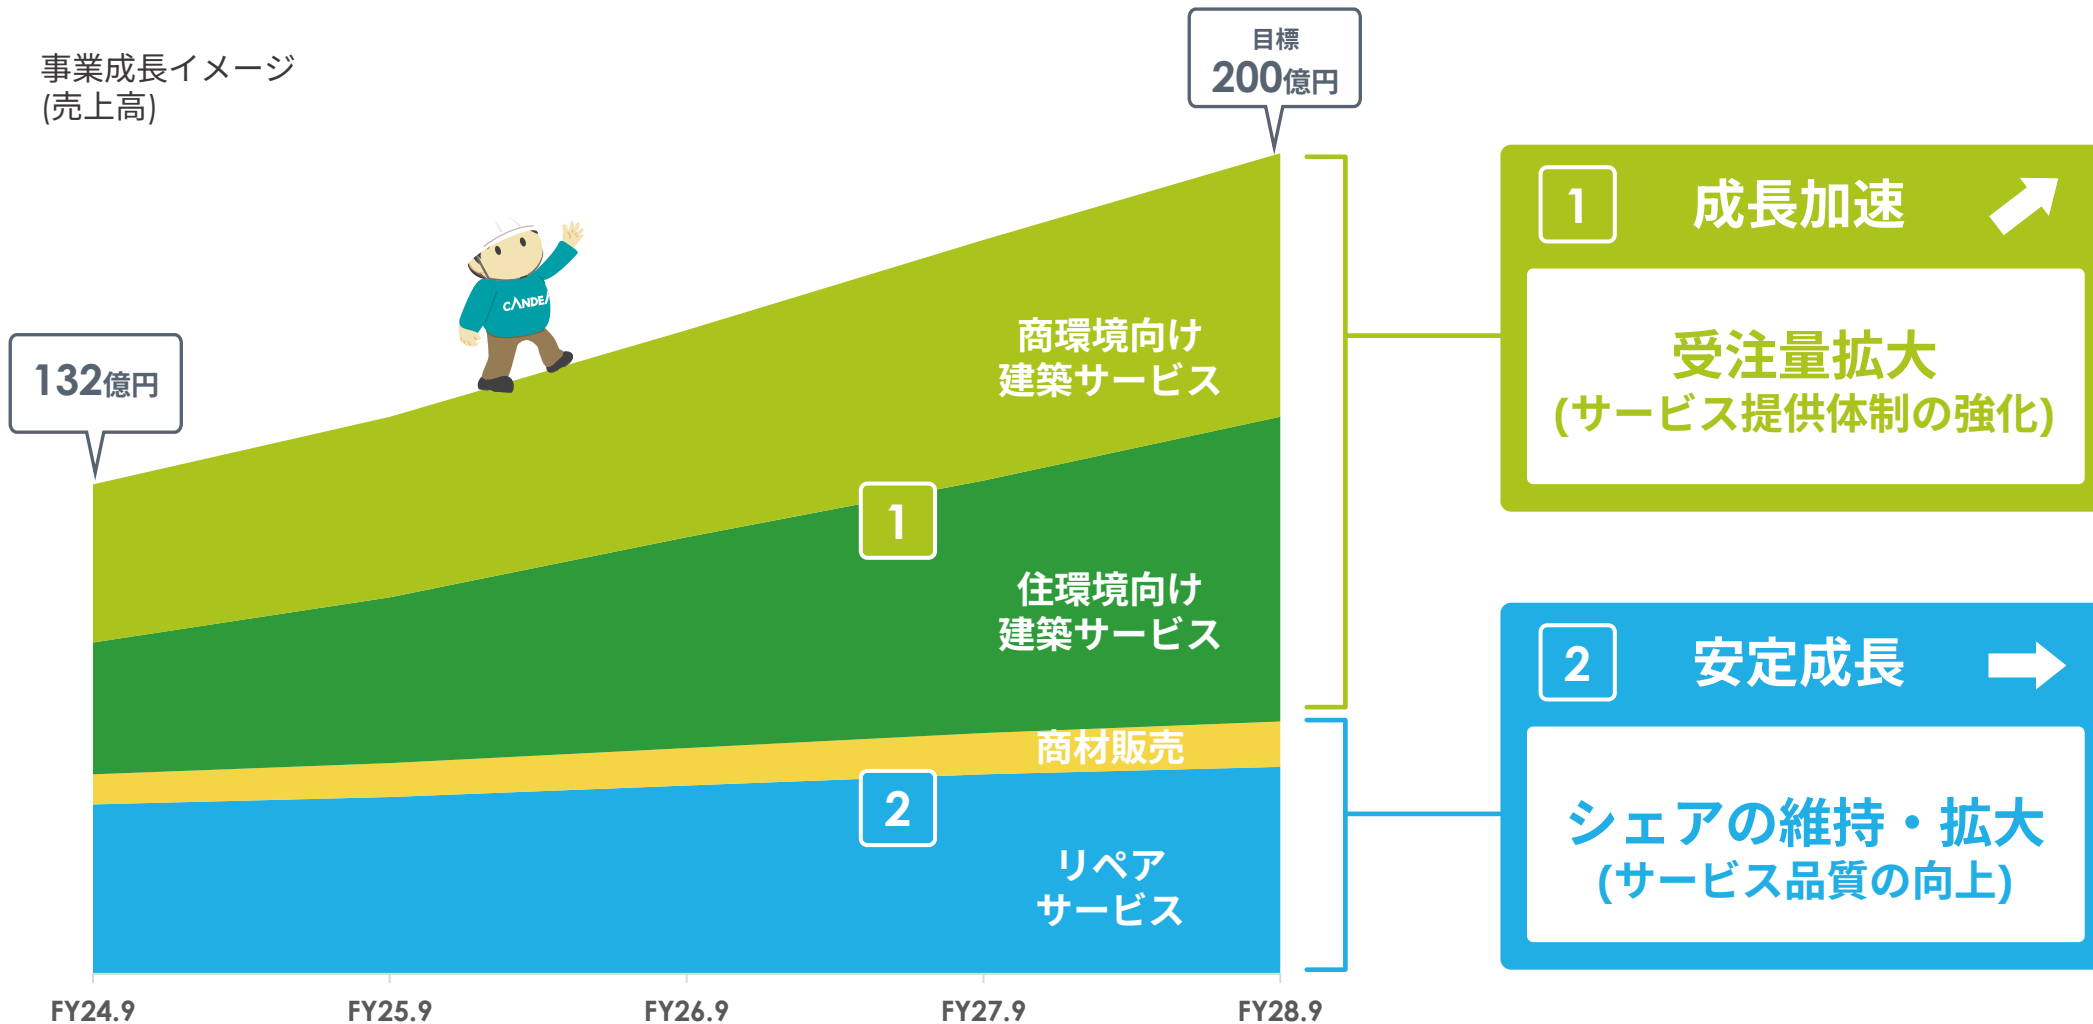 事業成長イメージ
(売上高)
目標
200億円
132億円
CANDE
商環境向け
建築サービス
1
住環境向け
建築サービス
商材販売
2
リペア
サービス
FY24.9
FY25.9
FY26.9
FY27.9
FY28.9
1 成長加速
受注量拡大
(サービス提供体制の強化)
2 安定成長
シェアの維持・拡大
(サービス品質の向上)